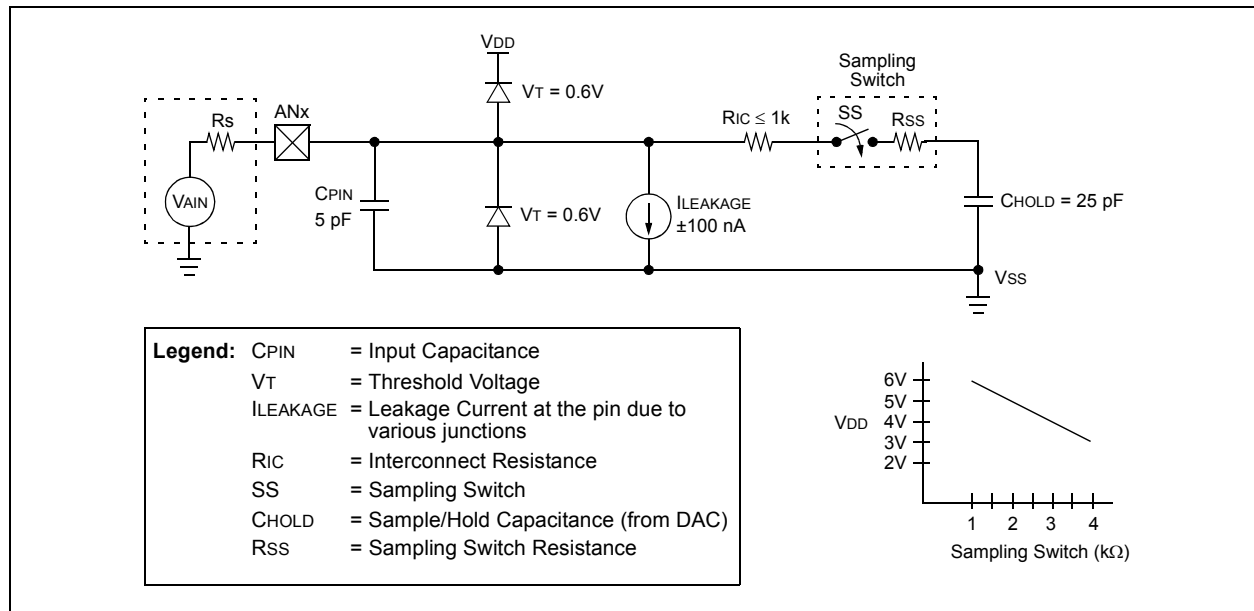 VDD
Sampling
Switch
VT = 0.6V
ANx
RIC ≤ 1k
SS
RSS
Rs
VAIN
CPIN
5 pF
VT = 0.6V
ILEAKAGE
±100 nA
CHOLD = 25 pF
VSS
Legend: CPIN = Input Capacitance
VT = Threshold Voltage
ILEAKAGE = Leakage Current at the pin due to
various junctions
RIC = Interconnect Resistance
SS = Sampling Switch
CHOLD = Sample/Hold Capacitance (from DAC)
RSS = Sampling Switch Resistance
6V
5V
VDD
4V
3V
2V
1 2 3 4
Sampling Switch (kΩ)